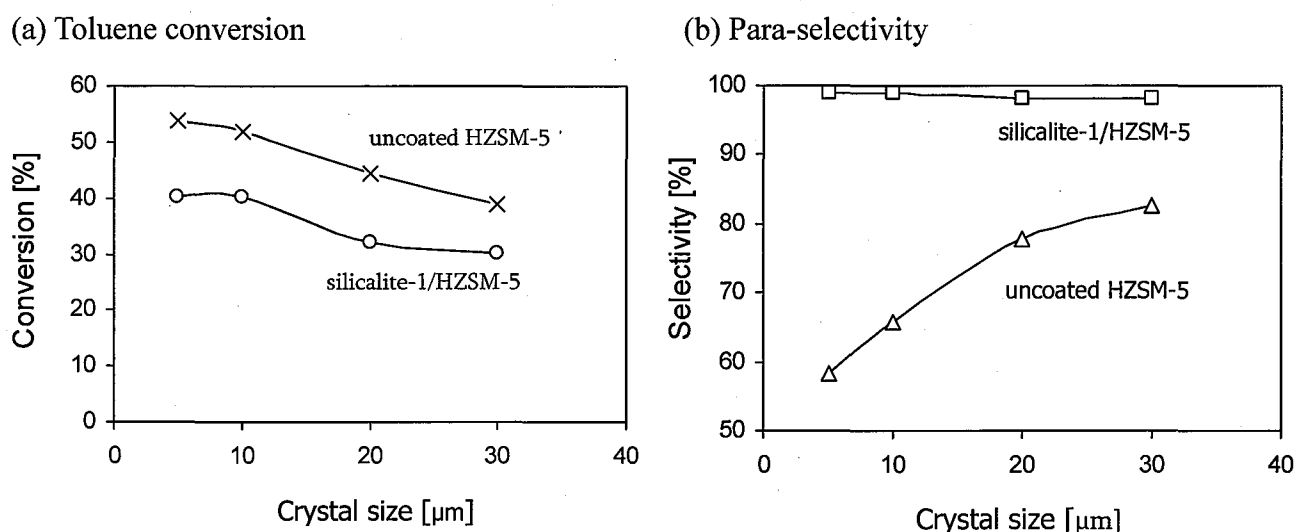 (a) Toluene conversion
60
50
40
30
20
10
0
0 10 20 30 40
Conversion [%]
Crystal size [µm]
uncoated HZSM-5
silicalite-1/HZSM-5
(b) Para-selectivity
100
90
80
70
60
50
0 10 20 30 40
Selectivity [%]
Crystal size [µm]
silicalite-1/HZSM-5
uncoated HZSM-5